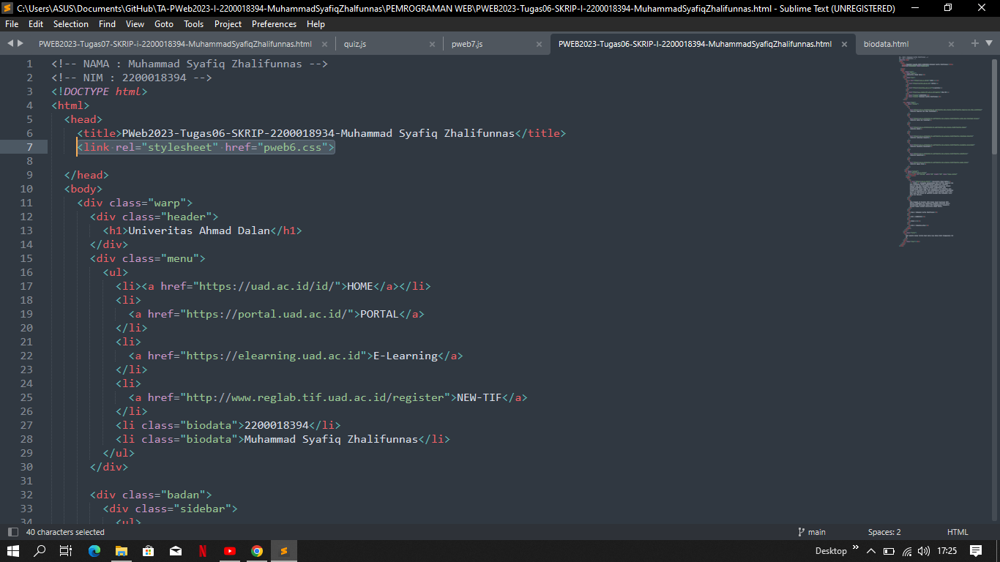 C:\Users\ASUS\Documents\GitHub\TA-PWeb2023-I-2200018394-MuhammadSyafiqZhalfunnas\PEMROGRAMAN WEB\PWEB2023-Tugas06-SKRIP-I-2200018394-MuhammadSyafiqZhalifunnas.html - Sublime Text (UNREGISTERED)
File Edit Selection Find View Goto Tools Project Preferences Help
PWEB2023-Tugas07-SKRIP-i-2200018394-MuhammadSyafiqZhalifunnas.html quiz.js pweb7.js PWEB2023-Tugas06-SKRIP-I-2200018394-MuhammadSyafiqZhalifunnas.html biodata.html
1 <!-- NAMA : Muhammad Syafiq Zhalifunnas -->
2 <!-- NIM : 2200018394 -->
3 <!DOCTYPE html>
4 <html>
5 <head>
6 <title>PWeb2023-Tugas06-SKRIP-2200018934-Muhammad Syafiq Zhalifunnas</title>
7 <link rel="stylesheet" href="pweb6.css">
8
9 </head>
10 <body>
11 <div class="warp">
12 <div class="header">
13 <h1>Univeritas Ahmad Dalan</h1>
14 </div>
15 <div class="menu">
16 <ul>
17 <li><a href="https://uad.ac.id/id/">HOME</a></li>
18 <li>
19 <a href="https://portal.uad.ac.id/">PORTAL</a>
20 </li>
21 <li>
22 <a href="https://elearning.uad.ac.id">E-Learning</a>
23 </li>
24 <li>
25 <a href="http://www.reglab.tif.uad.ac.id/register">NEW-TIF</a>
26 </li>
27 <li class="biodata">2200018394</li>
28 <li class="biodata">Muhammad Syafiq Zhalifunnas</li>
29 </ul>
30 </div>
31
32 <div class="badan">
33 <div class="sidebar">
34 <ul>
40 characters selected main Spaces: 2 HTML
Desktop 17:25